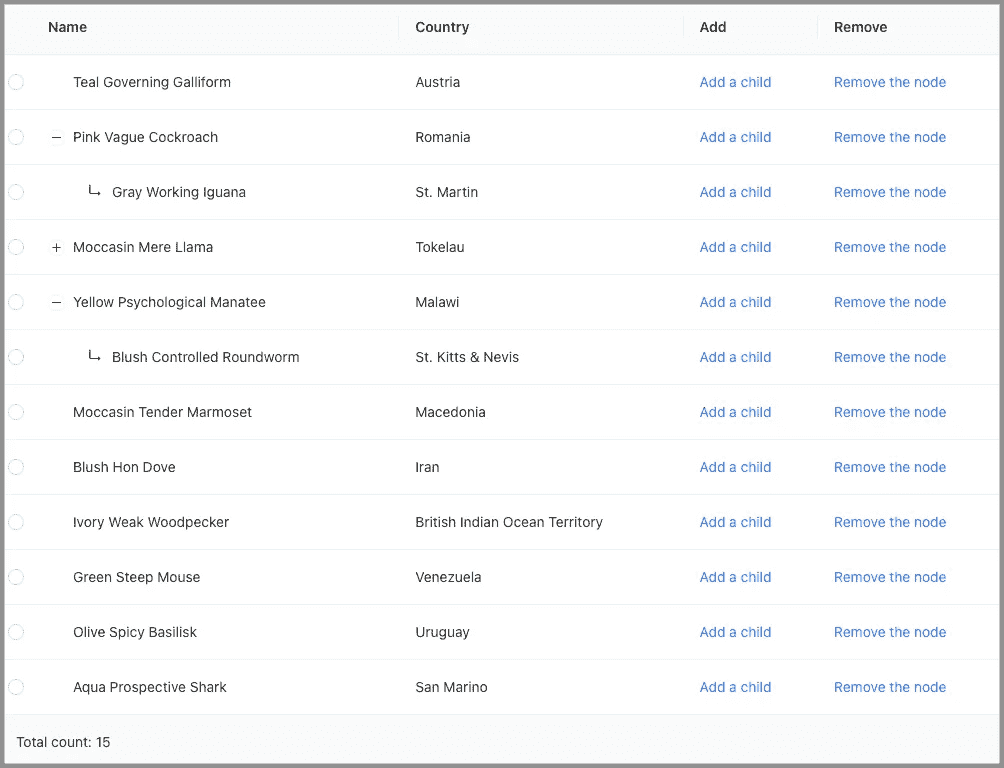 Name Country Add Remove
Teal Governing Galliform Austria Add a child Remove the node
Pink Vague Cockroach Romania Add a child Remove the node
Gray Working Iguana St. Martin Add a child Remove the node
Moccasin Mere Llama Tokelau Add a child Remove the node
Yellow Psychological Manatee Malawi Add a child Remove the node
Blush Controlled Roundworm St. Kitts & Nevis Add a child Remove the node
Moccasin Tender Marmoset Macedonia Add a child Remove the node
Blush Hon Dove Iran Add a child Remove the node
Ivory Weak Woodpecker British Indian Ocean Territory Add a child Remove the node
Green Steep Mouse Venezuela Add a child Remove the node
Olive Spicy Basilisk Uruguay Add a child Remove the node
Aqua Prospective Shark San Marino Add a child Remove the node
Total count: 15